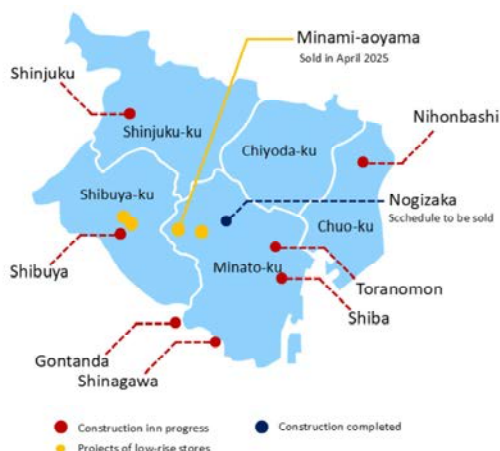 Minami-aoyama
Sold in April 2025
Shinjuku
Nihonbashi
Shinjuku-ku
Chiyoda-ku
Shibuya-ku
Nogizaka
Scchedule to be sold
Chuo-ku
Shibuya
Minato-ku
Toranomon
Shiba
Gontanda
Shinagawa
Construction inn progress
Construction completed
Projects of low-rise stores